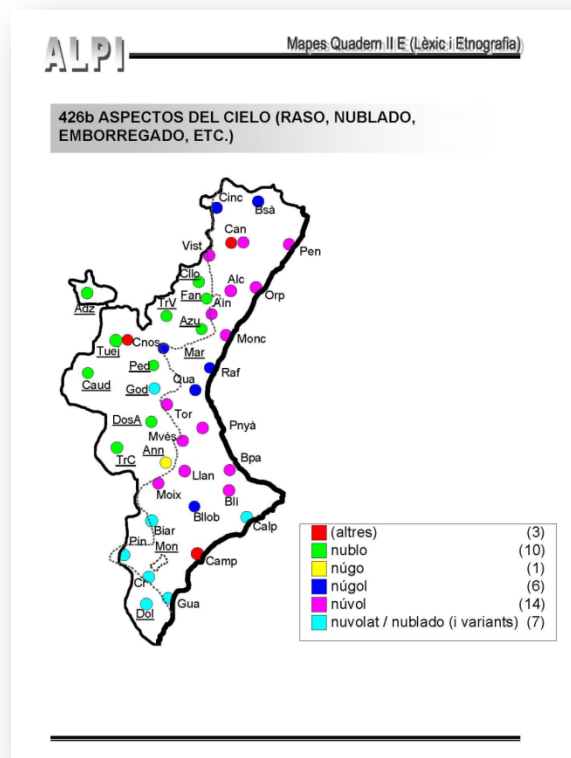 ALPI
Mapes Quadern II E (Lèxic i Etnografia)
426b ASPECTOS DEL CIELO (RASO, NUBLADO,
EMBORREGADO, ETC.)
Cinc
Bsà
Can
Vist
Pen
Cllo
Alc
Fan
Orp
Adz
TrV
Aín
Azu
Monc
Cnos
Tuej
Mar
Ped
Raf
Caud
Qua
God
Tor
DosA
Pnyà
Mvés
Ann
TrC
Bpa
Llan
Moix
Bli
Bllob
Calp
Biar
Pin
Mon
Camp
Cr
Gua
Dol
(altres) (3)
nublo (10)
núgo (1)
núgol (6)
núvol (14)
nuvolat / nublado (i variants) (7)